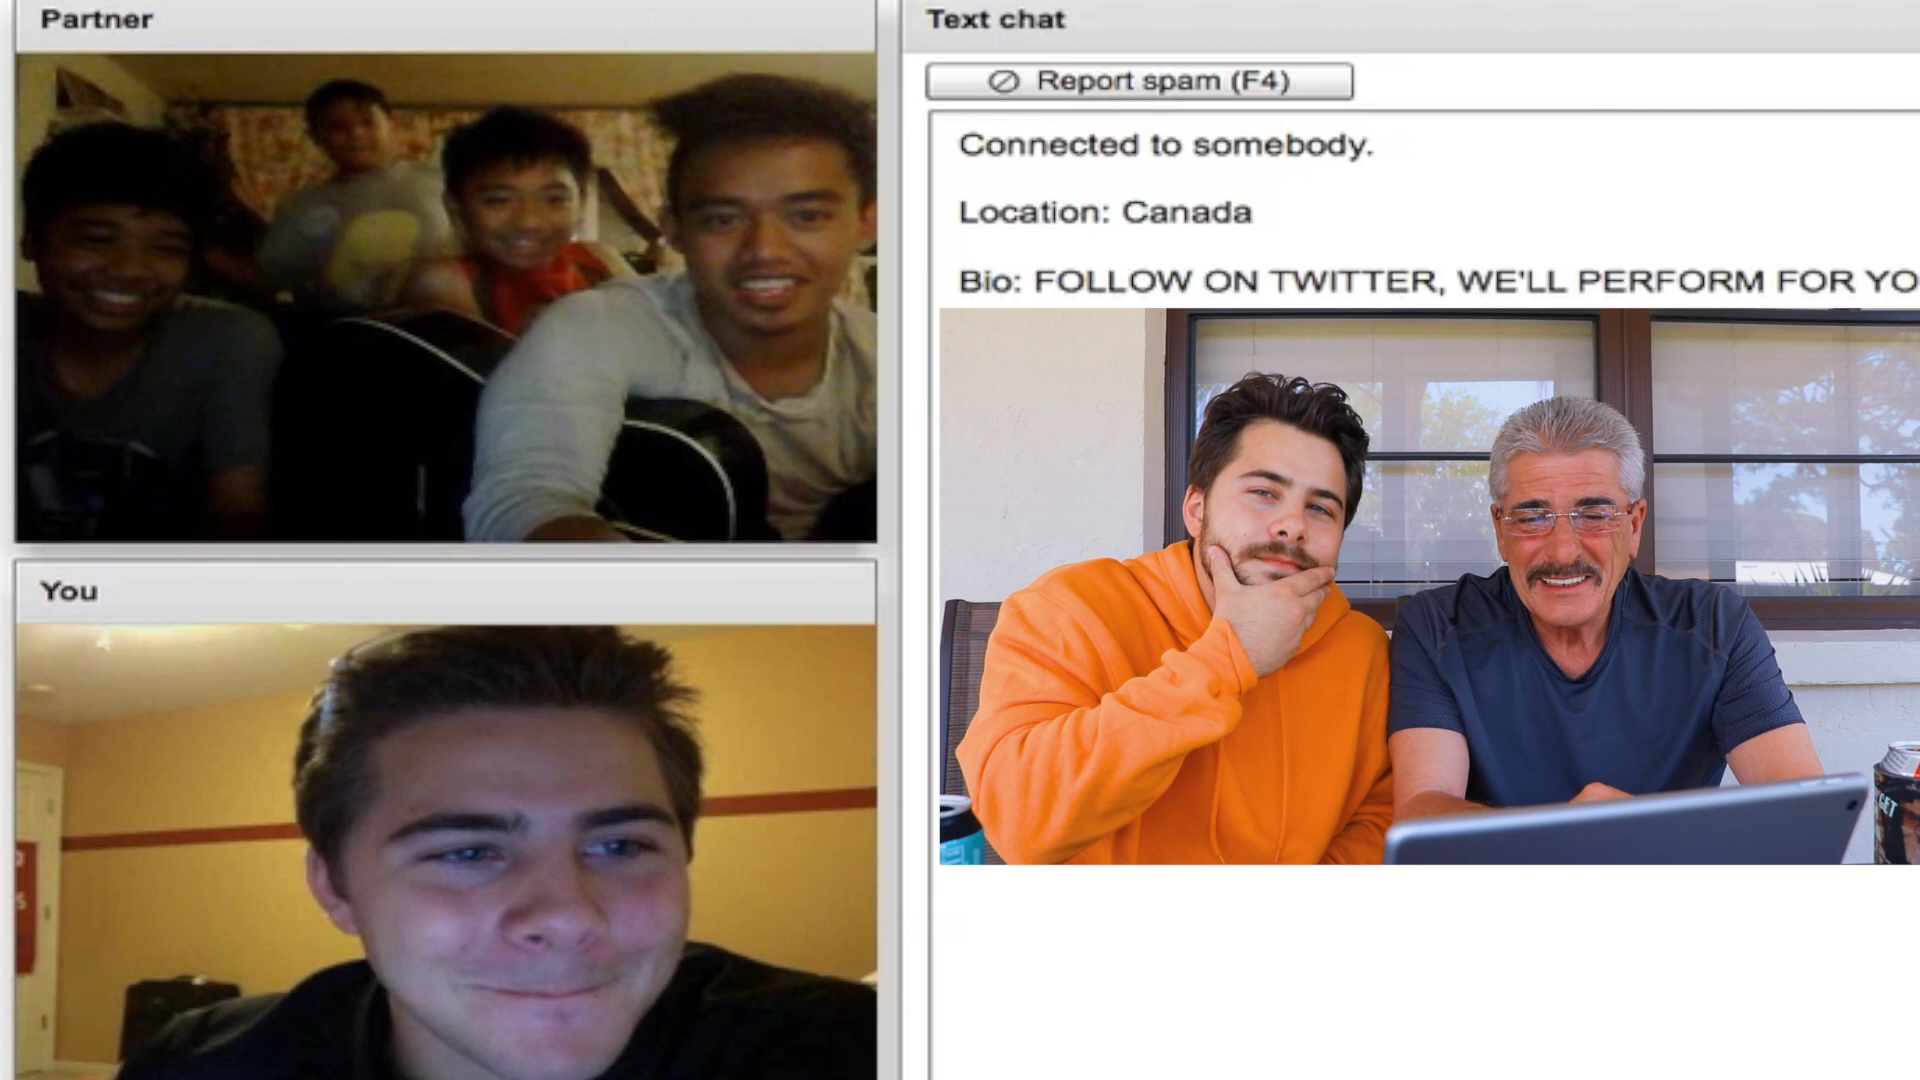 Partner
Text chat
Report spam (F4)
Connected to somebody.
Location: Canada
Bio: FOLLOW ON TWITTER, WE'LL PERFORM FOR YO
You
GET